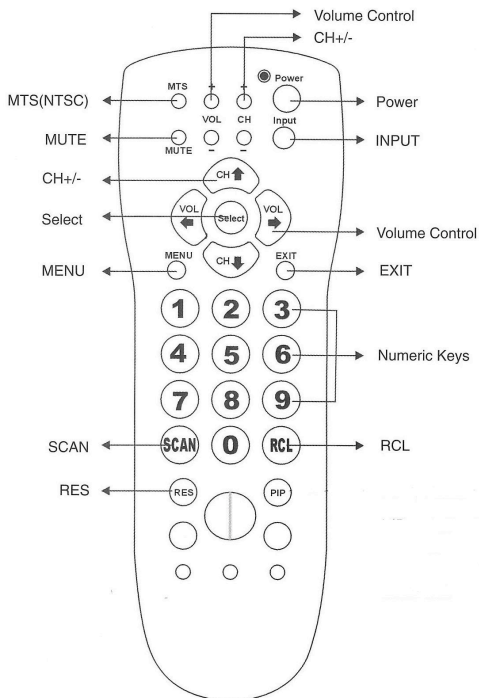 Volume Control
CH+/-
Power
MTS + +
MTS(NTSC) Power
VOL CH Input
MUTE INPUT
MUTE - -
CH+/- CH
VOL VOL
Select Select
Volume Control
MENU EXIT
MENU CH EXIT
1 2 3
4 5 6 Numeric Keys
7 8 9
SCAN SCAN 0 RCL RCL
RES RES PIP